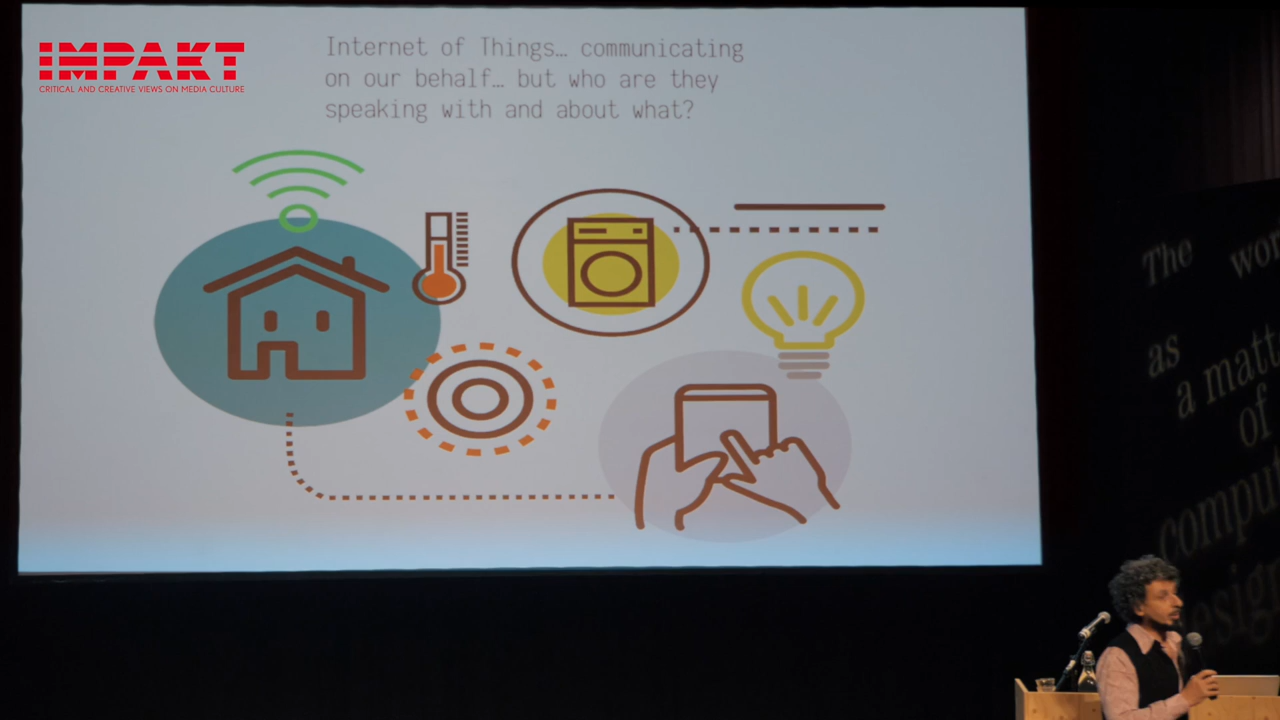 IMPAKT
CRITICAL AND CREATIVE VIEWS ON MEDIA CULTURE
Internet of Things… communicating
on our behalf… but who are they
speaking with and about what?
The
as
a
of